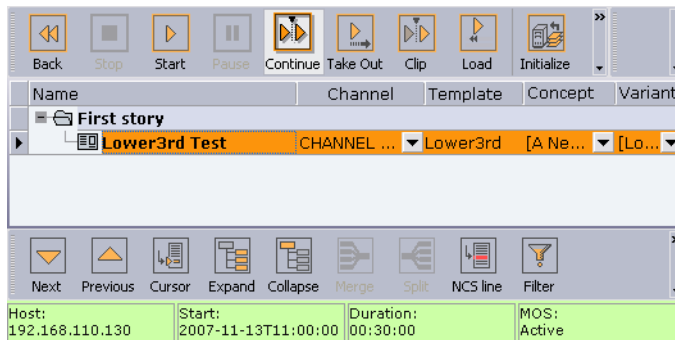 Back Stop Start Pause Continue Take Out Clip Load Initialize
Name Channel Template Concept Variant
First story
Lower3rd Test CHANNEL ... Lower3rd [A Ne... [Lo...
Next Previous Cursor Expand Collapse Merge Split NCS line Filter
Host: Start: Duration: MOS:
192.168.110.130 2007-11-13T11:00:00 00:30:00 Active